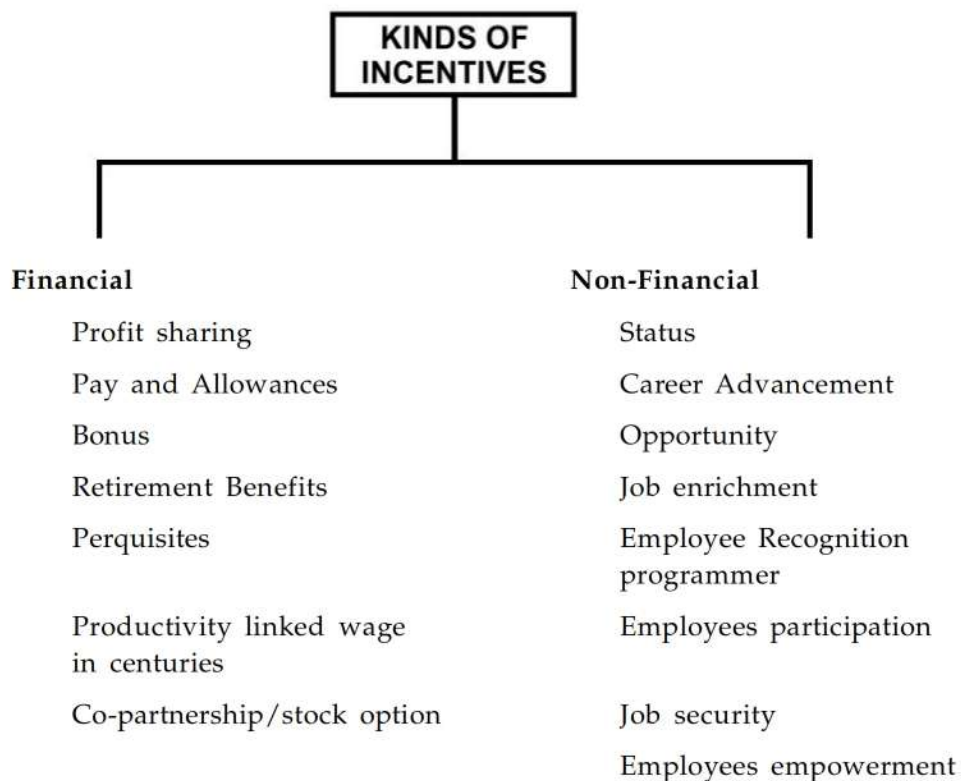 KINDS OF
INCENTIVES
Financial
Profit sharing
Pay and Allowances
Bonus
Retirement Benefits
Perquisites
Productivity linked wage
in centuries
Co-partnership/stock option
Non-Financial
Status
Career Advancement
Opportunity
Job enrichment
Employee Recognition
programmer
Employees participation
Job security
Employees empowerment